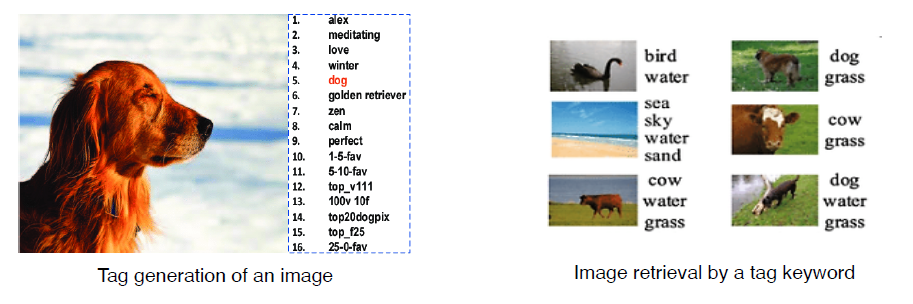 1. alex
2. meditating
3. love
4. winter
5. dog
6. golden retriever
7. zen
8. calm
9. perfect
10. 1-5-fav
11. 5-10-fav
12. top_v111
13. 100v 10f
14. top20dogpix
15. top_f25
16. 25-0-fav
Tag generation of an image
bird
water
dog
grass
sea
sky
water
sand
cow
grass
cow
water
grass
dog
water
grass
Image retrieval by a tag keyword